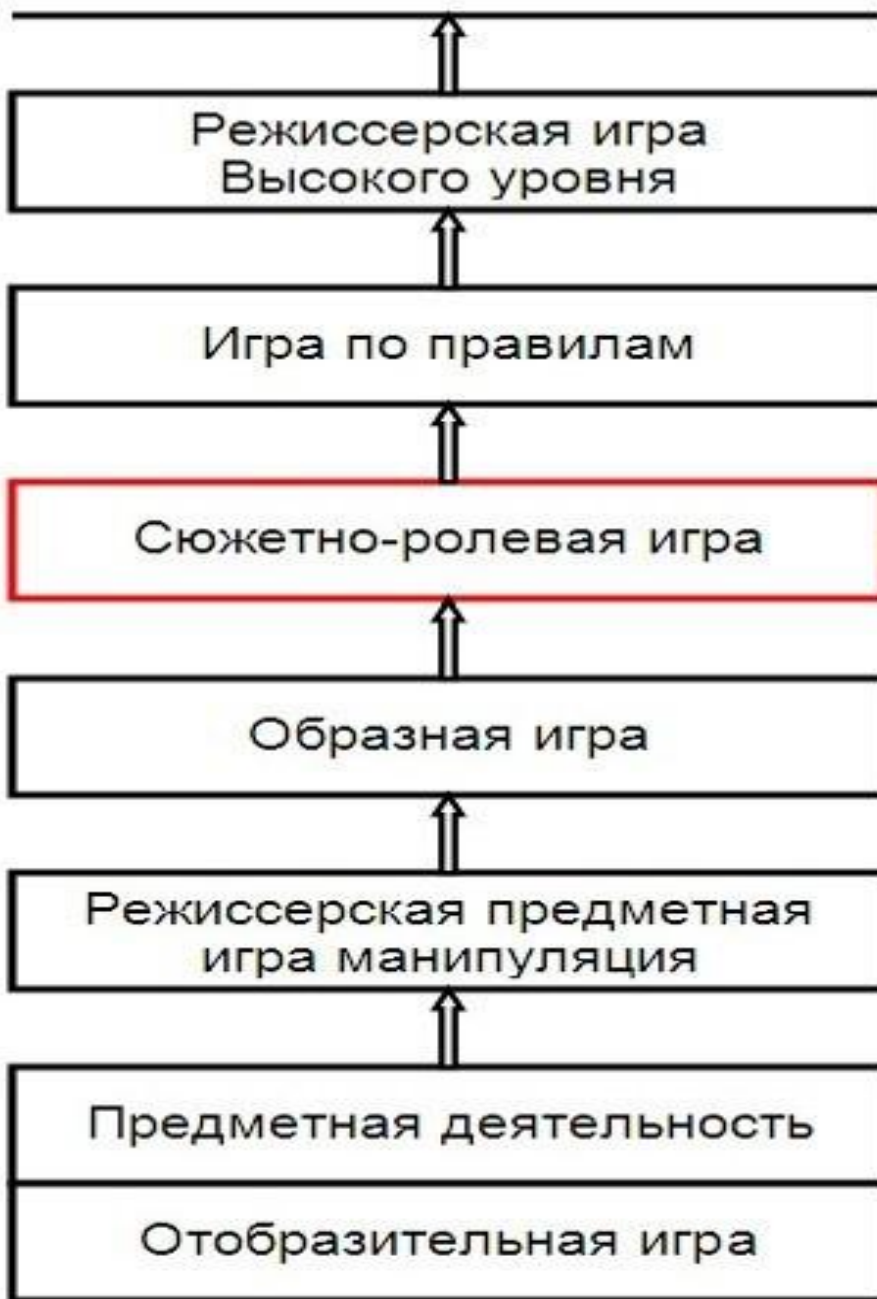 Режиссерская игра
Высокого уровня
Игра по правилам
Сюжетно-ролевая игра
Образная игра
Режиссерская предметная
игра манипуляция
Предметная деятельность
Отобразительная игра